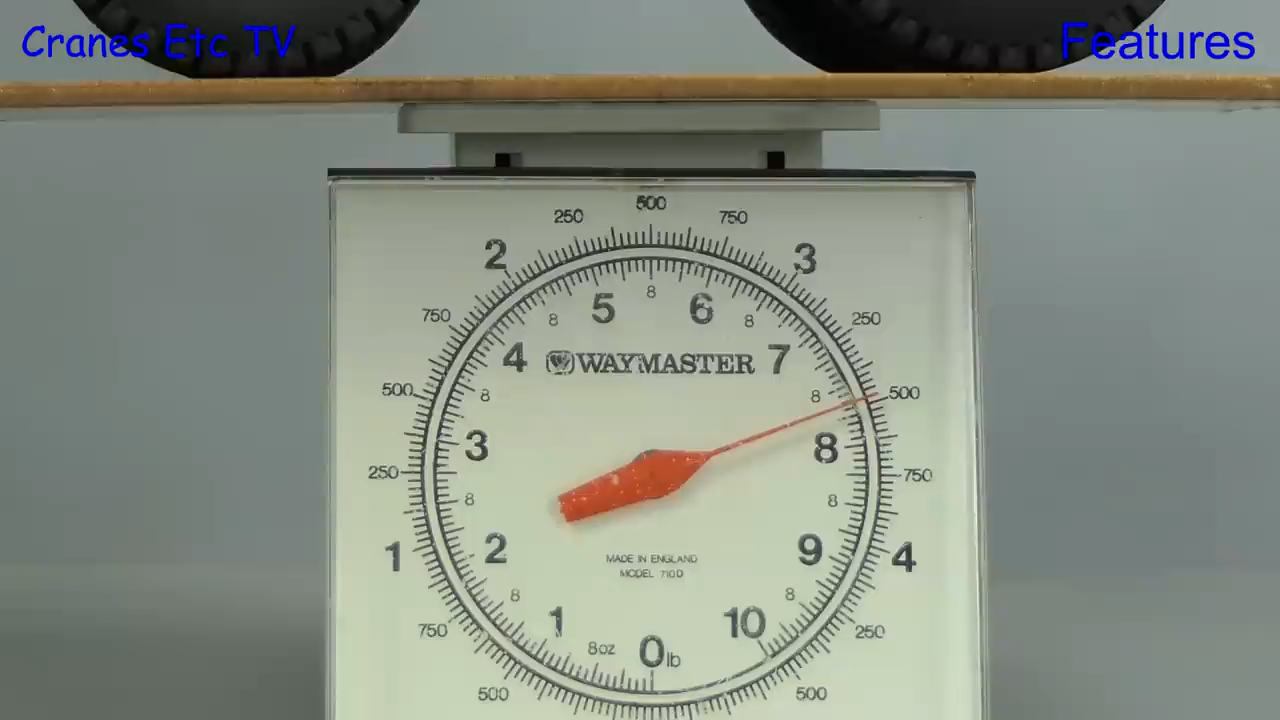 Cranes Etc TV
Features
500
250 750
2 3
8
5 6
750 8 8 250
4 WAYMASTER 7
500 8 8 500
3 8
250 750
8 8
1 2 9 4
MADE IN ENGLAND
MODEL 710D
8 8
750 1 10 250
8oz 0lb
500 500